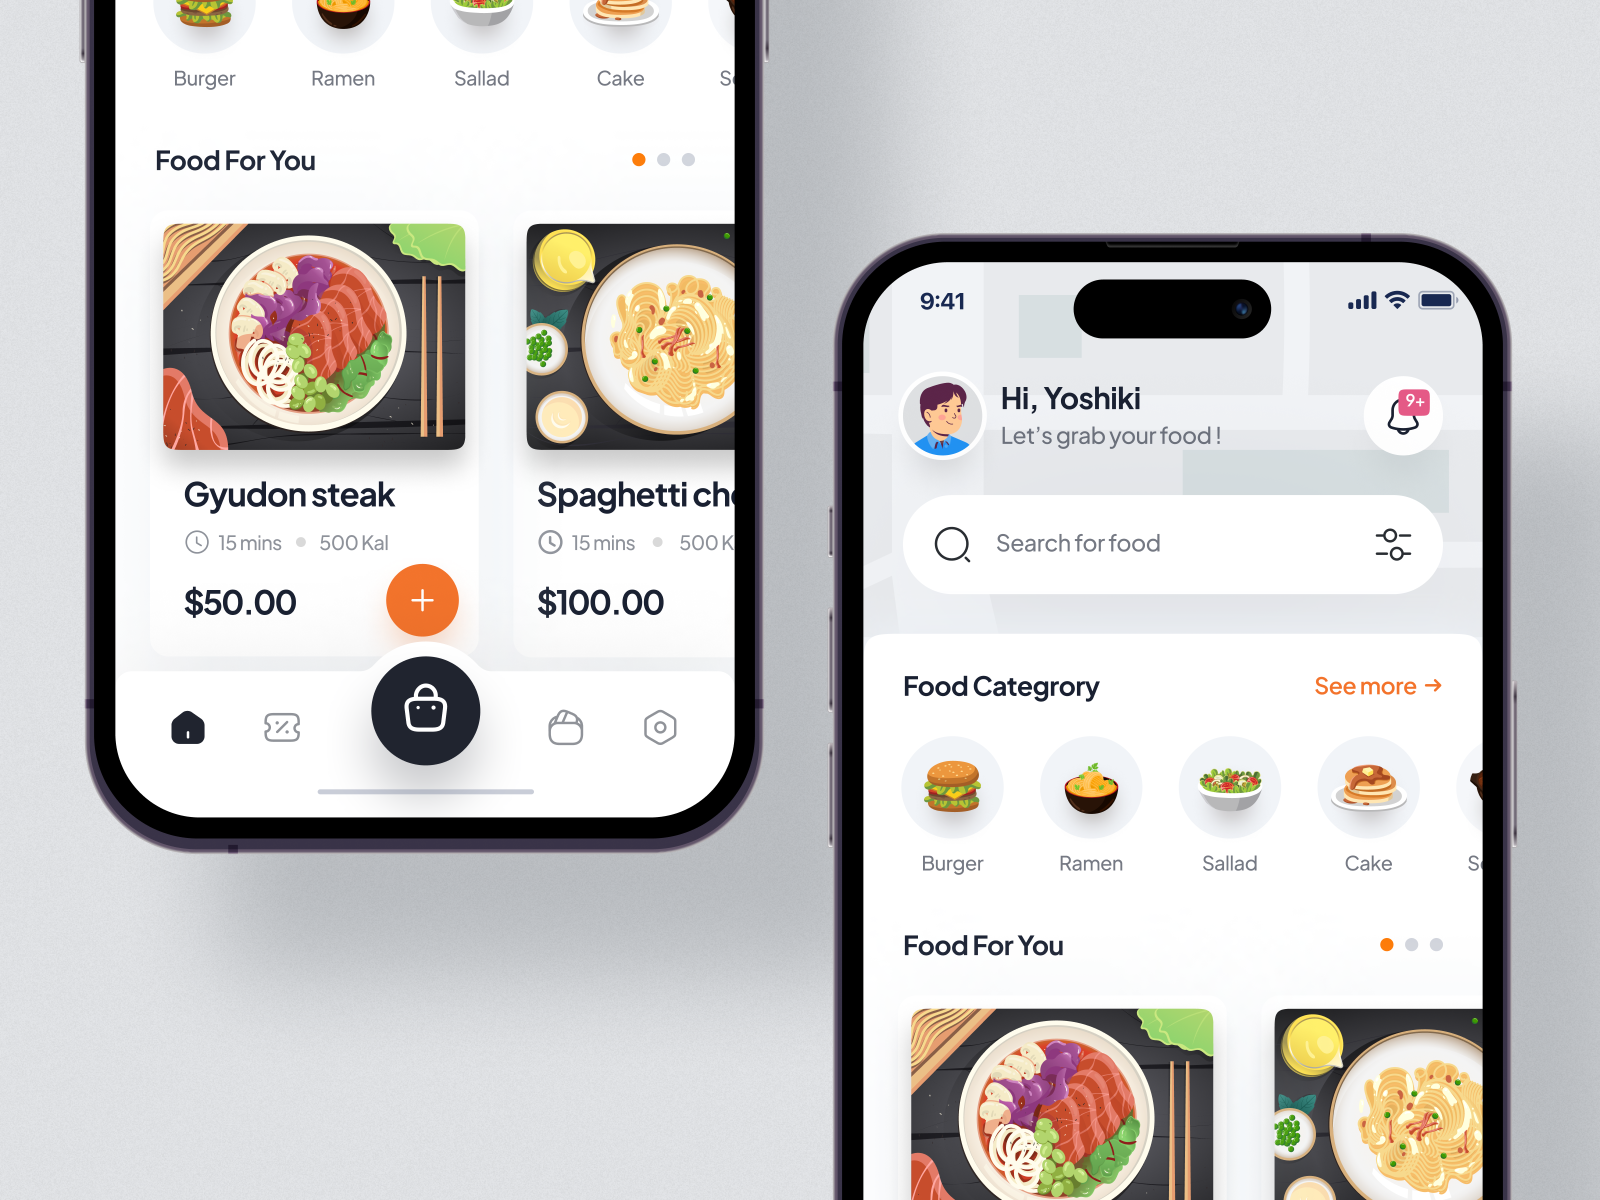 Burger
Ramen
Sallad
Cake
Food For You
Gyudon steak
15 mins
500 Kal
$50.00
Spaghetti
15 mins
500
$100.00
9:41
Hi, Yoshiki
Let's grab your food !
9+
Search for food
Food Categrory
See more →
Burger
Ramen
Sallad
Cake
Food For You